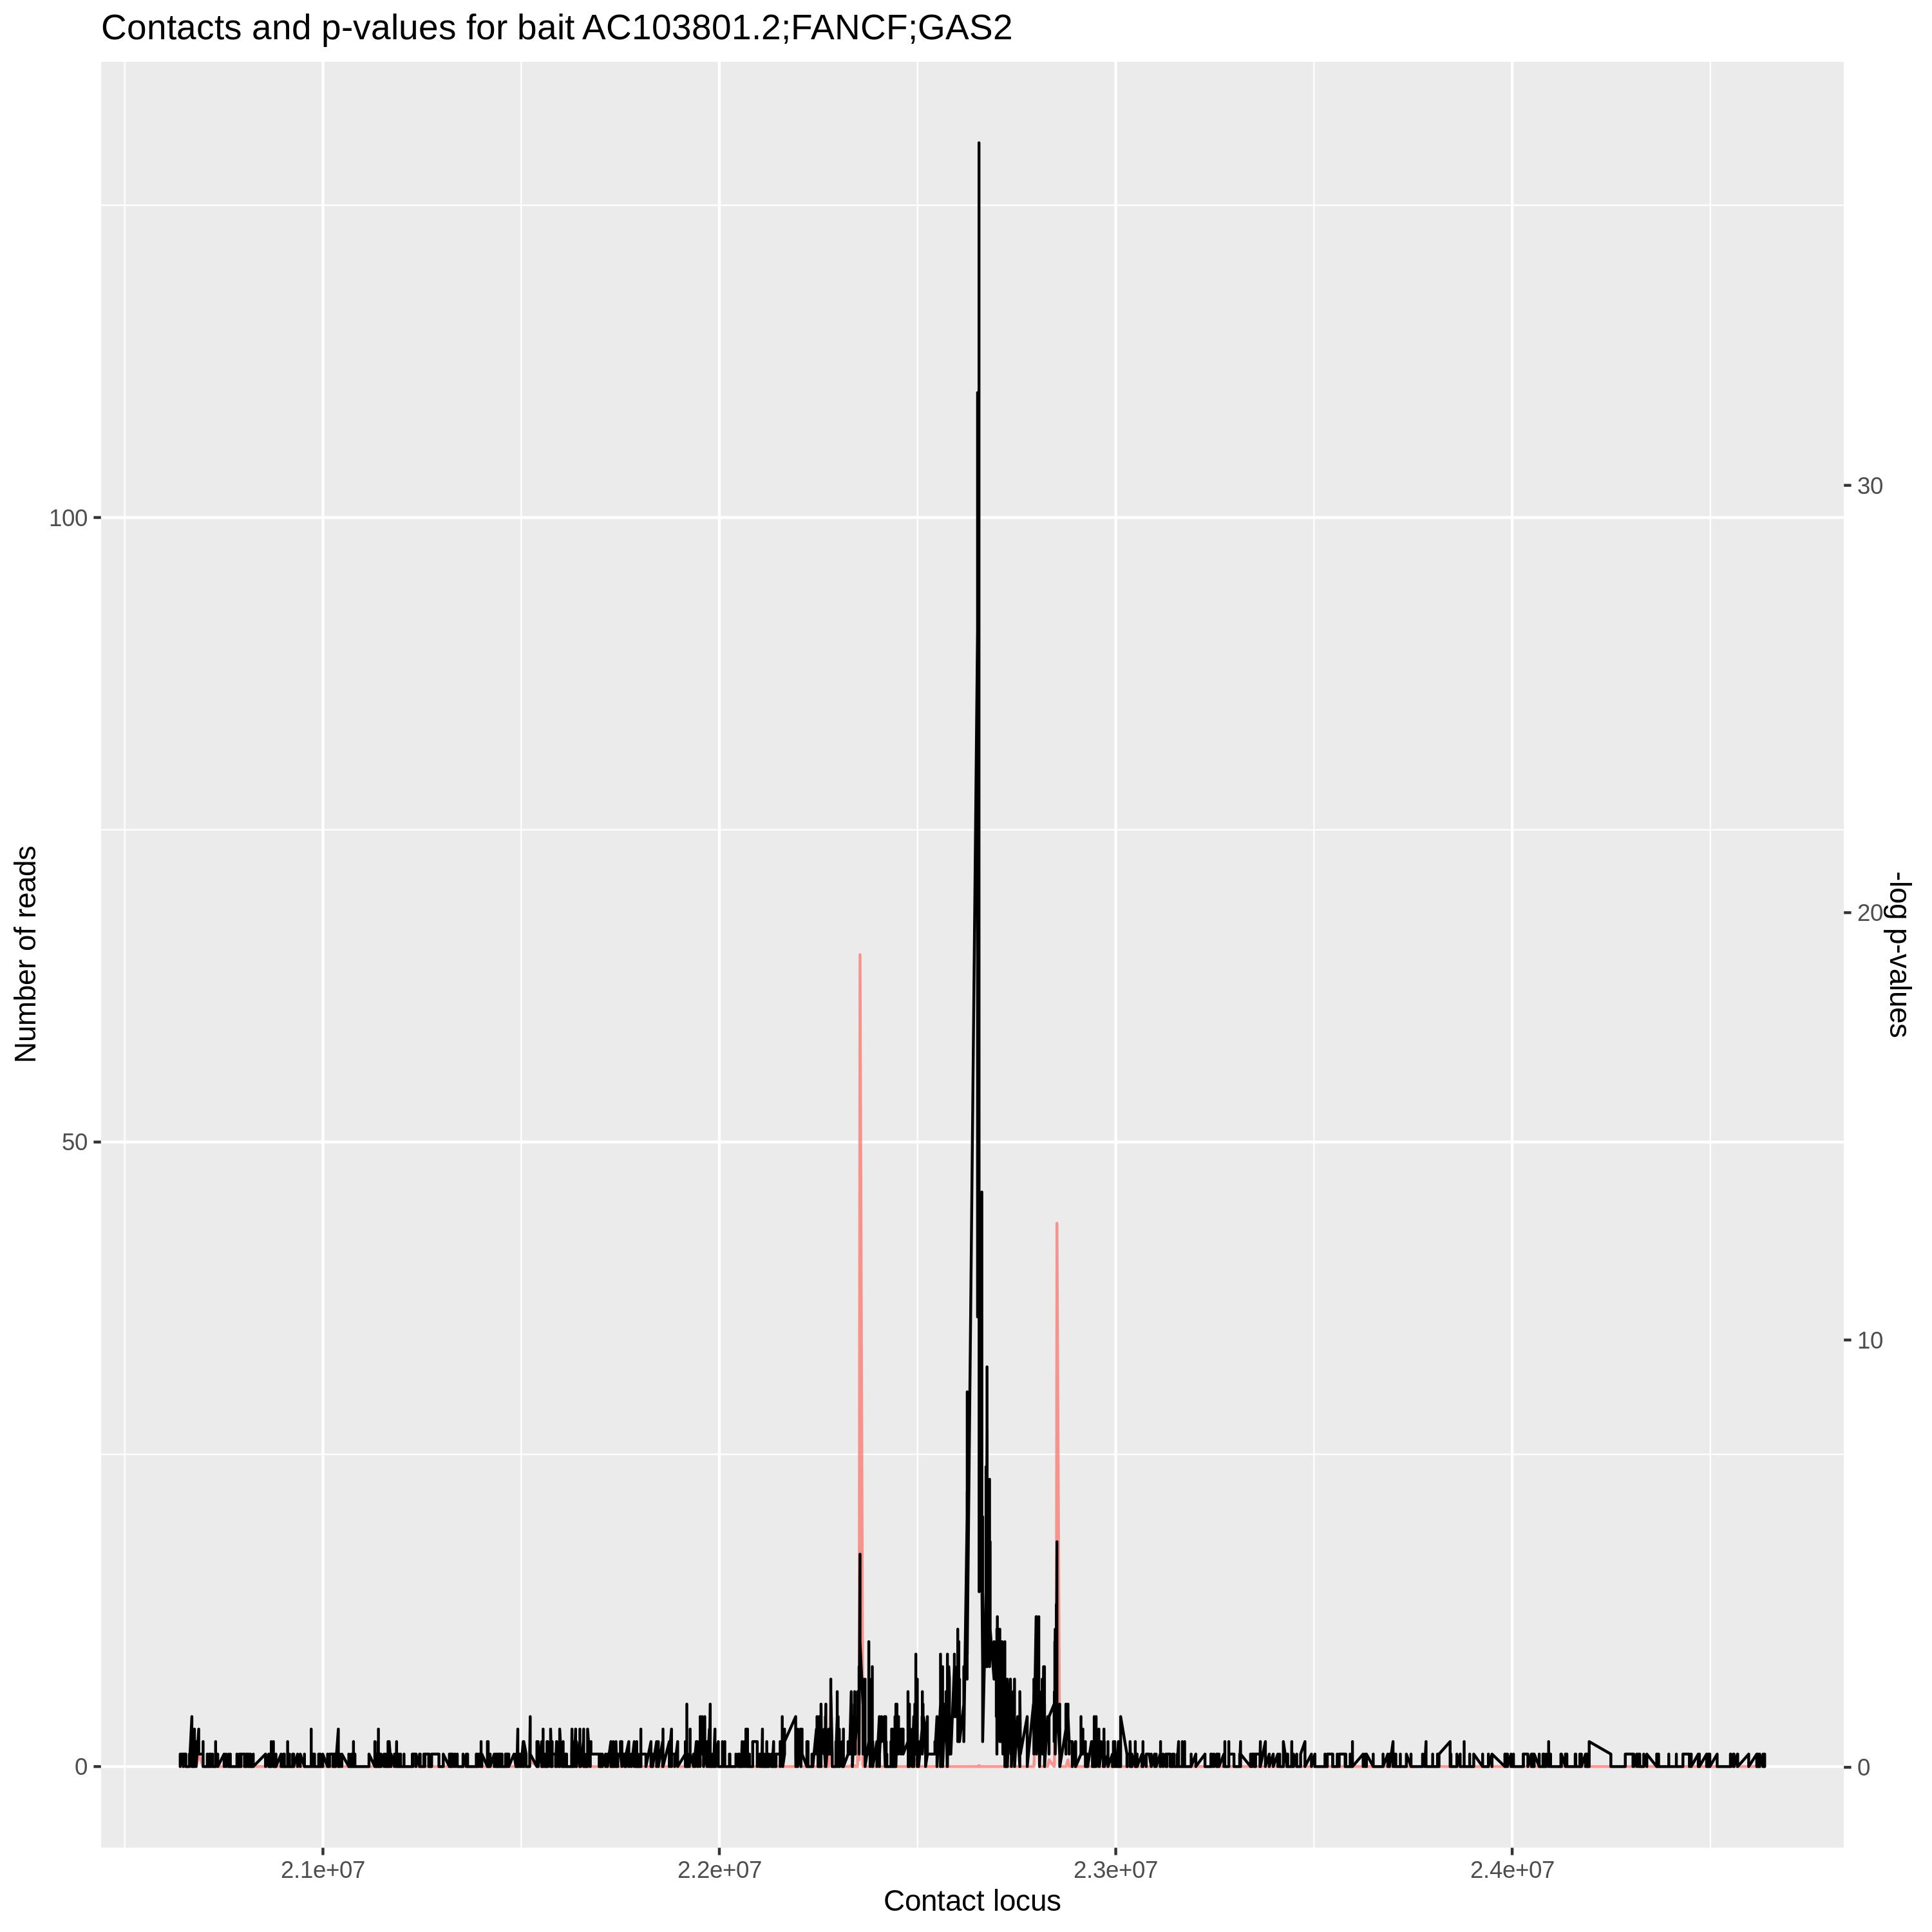 Contacts and p-values for bait AC103801.2;FANCF;GAS2
Number of reads
100
50
0
30
20
10
0
-log p-values
2.1e+07
2.2e+07
2.3e+07
2.4e+07
Contact locus